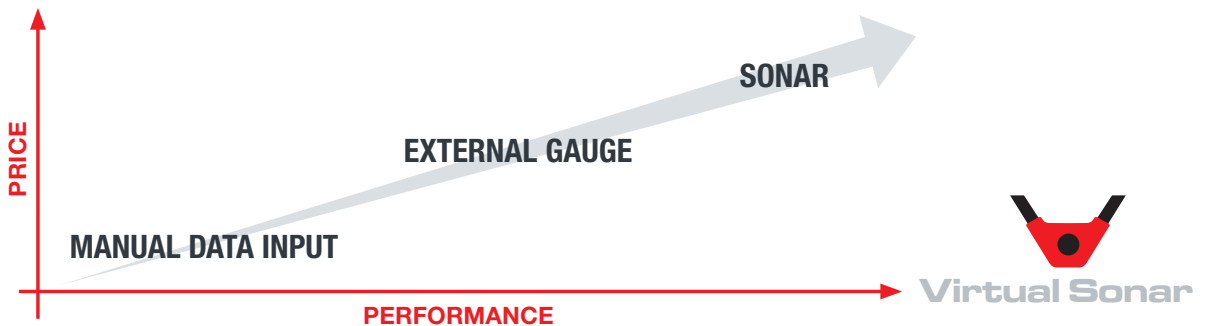 SONAR
PRICE
EXTERNAL GAUGE
MANUAL DATA INPUT
Virtual Sonar
PERFORMANCE